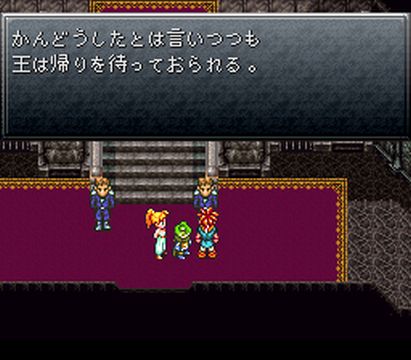 かんどうしたとは言いつつも
王は帰りを待っておられる。